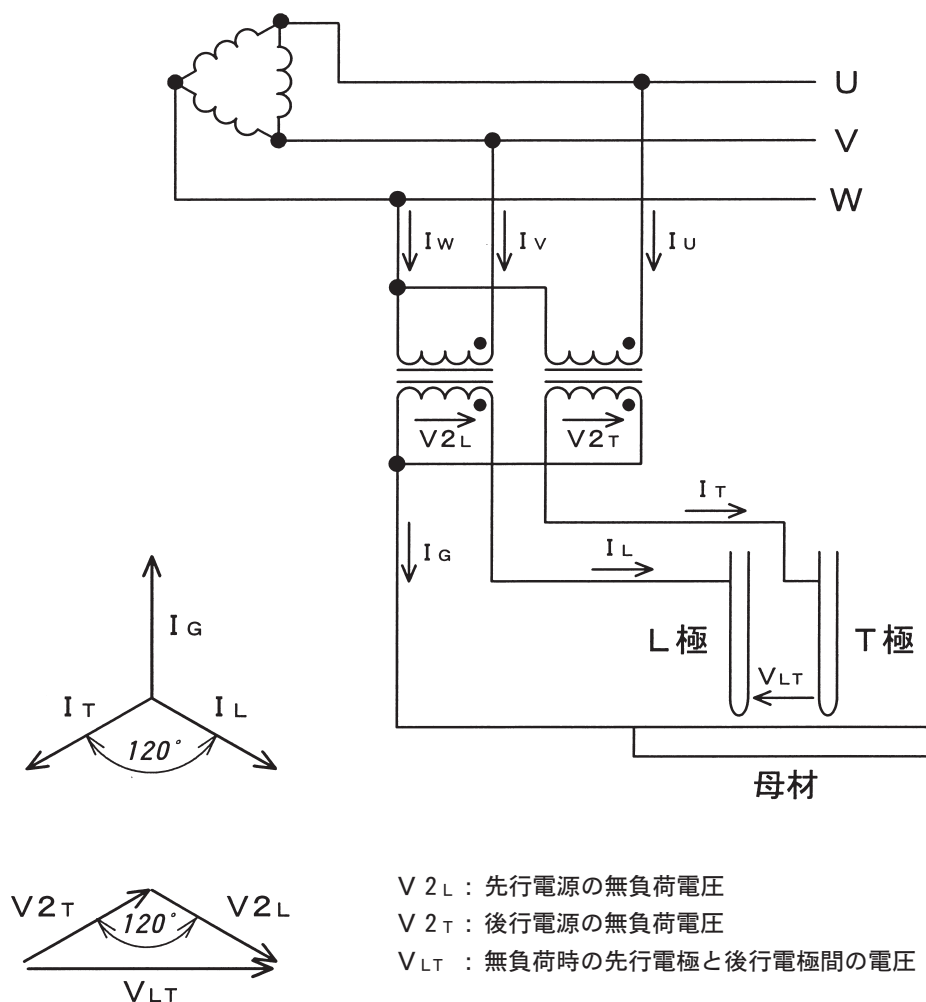 U
V
W
IW
IV
IU
V2L
V2T
IT
IG
IL
L極
T極
VLT
母材
IG
IT
IL
120°
V2T
V2L
120°
VLT
V2L : 先行電源の無負荷電圧
V2T : 後行電源の無負荷電圧
VLT : 無負荷時の先行電極と後行電極間の電圧